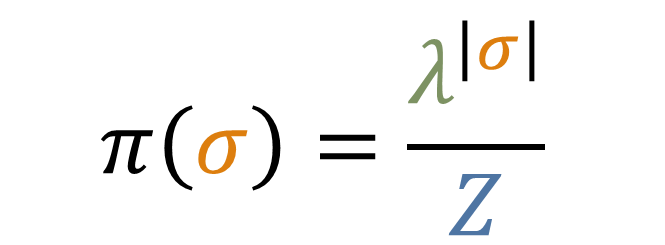 π(σ) = λ^|σ| / Z